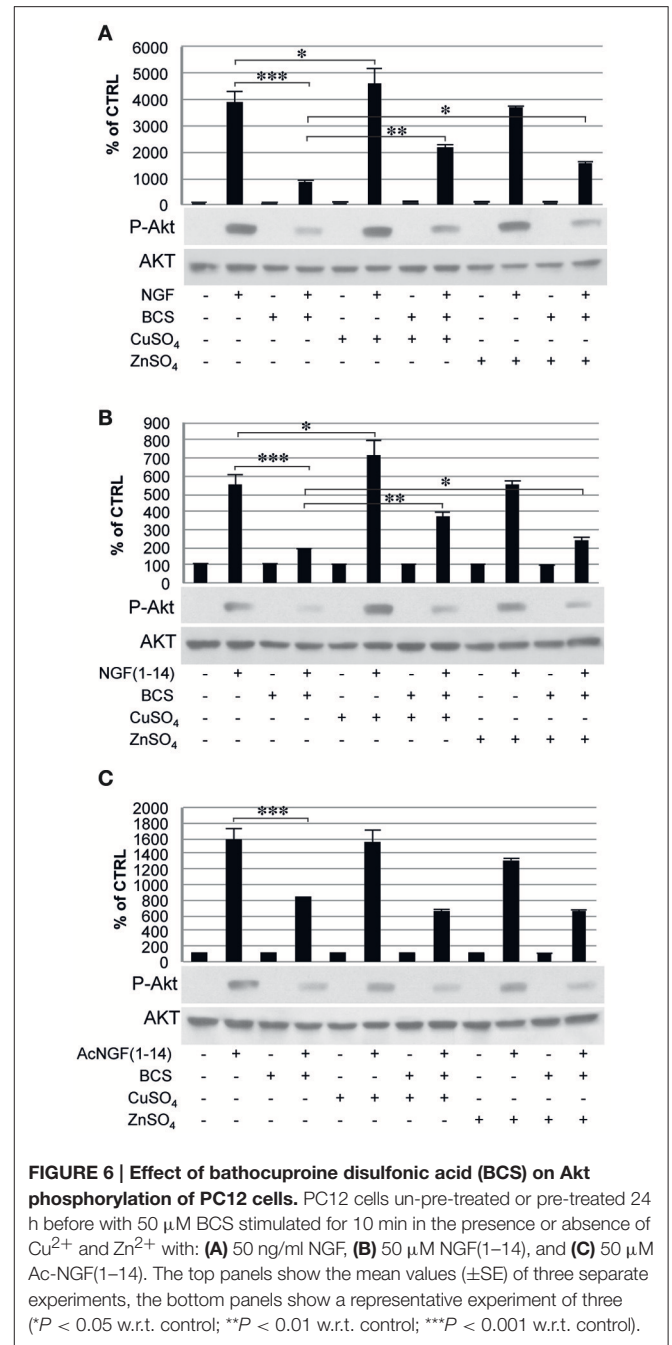 A
% of CTRL
6000
5000
4000
3000
2000
1000
0
*
***
*
**
P-Akt
AKT
NGF - + - + - + - + - + - +
BCS - - + + - - + + - - + +
CuSO₄ - - - - + + + + - - - -
ZnSO₄ - - - - - - - - + + + +
B
% of CTRL
900
800
700
600
500
400
300
200
100
0
*
***
*
**
P-Akt
AKT
NGF(1-14) - + - + - + - + - + - +
BCS - - + + - - + + - - + +
CuSO₄ - - - - + + + + - - - -
ZnSO₄ - - - - - - - - + + + +
C
% of CTRL
2000
1800
1600
1400
1200
1000
800
600
400
200
0
***
P-Akt
AKT
AcNGF(1-14) - + - + - + - + - + - +
BCS - - + + - - + + - - + +
CuSO₄ - - - - + + + + - - - -
ZnSO₄ - - - - - - - - + + + +
FIGURE 6 | Effect of bathocuproine disulfonic acid (BCS) on Akt
phosphorylation of PC12 cells. PC12 cells un-pre-treated or pre-treated 24
h before with 50 μM BCS stimulated for 10 min in the presence or absence of
Cu²⁺ and Zn²⁺ with: (A) 50 ng/ml NGF, (B) 50 μM NGF(1–14), and (C) 50 μM
Ac-NGF(1–14). The top panels show the mean values (±SE) of three separate
experiments, the bottom panels show a representative experiment of three
(*P < 0.05 w.r.t. control; **P < 0.01 w.r.t. control; ***P < 0.001 w.r.t. control).